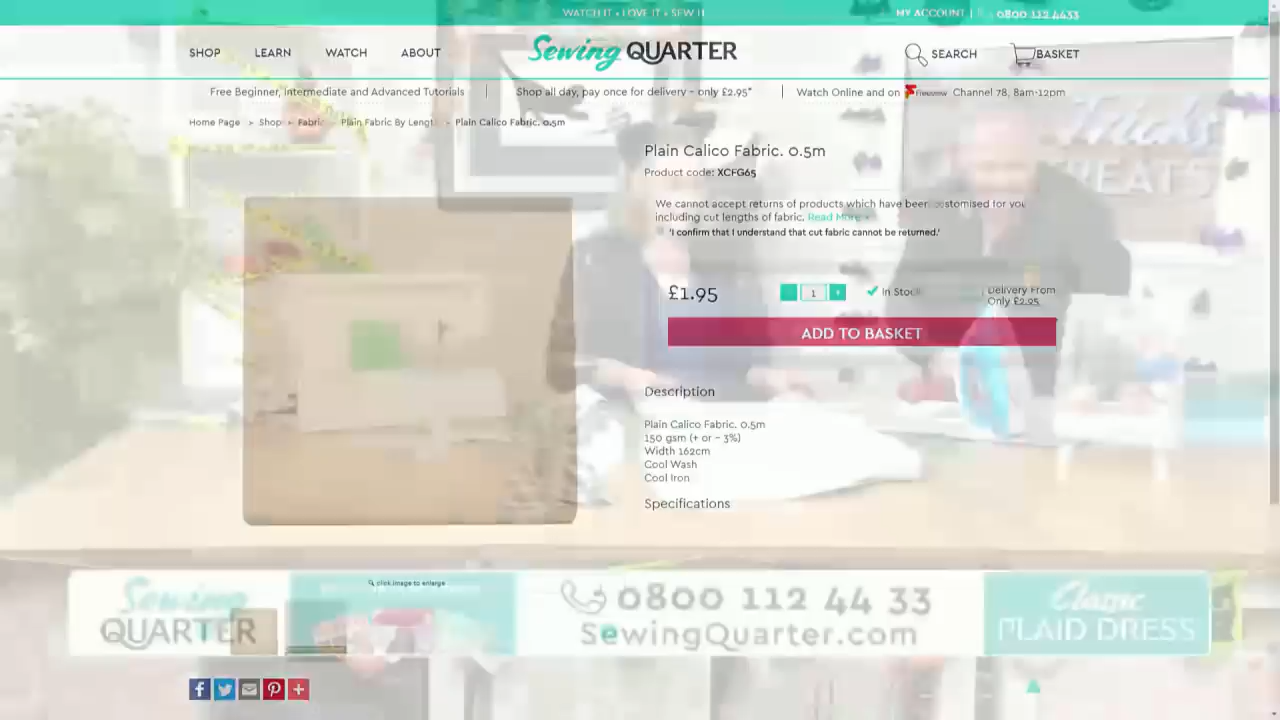 WATCH IT • LOVE IT • SEW IT
MY ACCOUNT | 0800 112 4433
SHOP LEARN WATCH ABOUT
Sewing QUARTER
SEARCH BASKET
Free Beginner, Intermediate and Advanced Tutorials | Shop all day, pay once for delivery – only £2.95* | Watch Online and on Freeview Channel 78, 8am-12pm
Home Page > Shop > Fabric > Plain Fabric By Length > Plain Calico Fabric. 0.5m
Plain Calico Fabric. 0.5m
Product code: XCFG65
We cannot accept returns of products which have been customised for you
including cut lengths of fabric. Read More »
'I confirm that I understand that cut fabric cannot be returned.'
£1.95
- 1 +
In Stock
Delivery From
Only £2.95
ADD TO BASKET
Description
Plain Calico Fabric. 0.5m
150 gsm (+ or – 3%)
Width 162cm
Cool Wash
Cool Iron
Specifications
click image to enlarge
Sewing
QUARTER
0800 112 44 33
SewingQuarter.com
Classic
PLAID DRESS